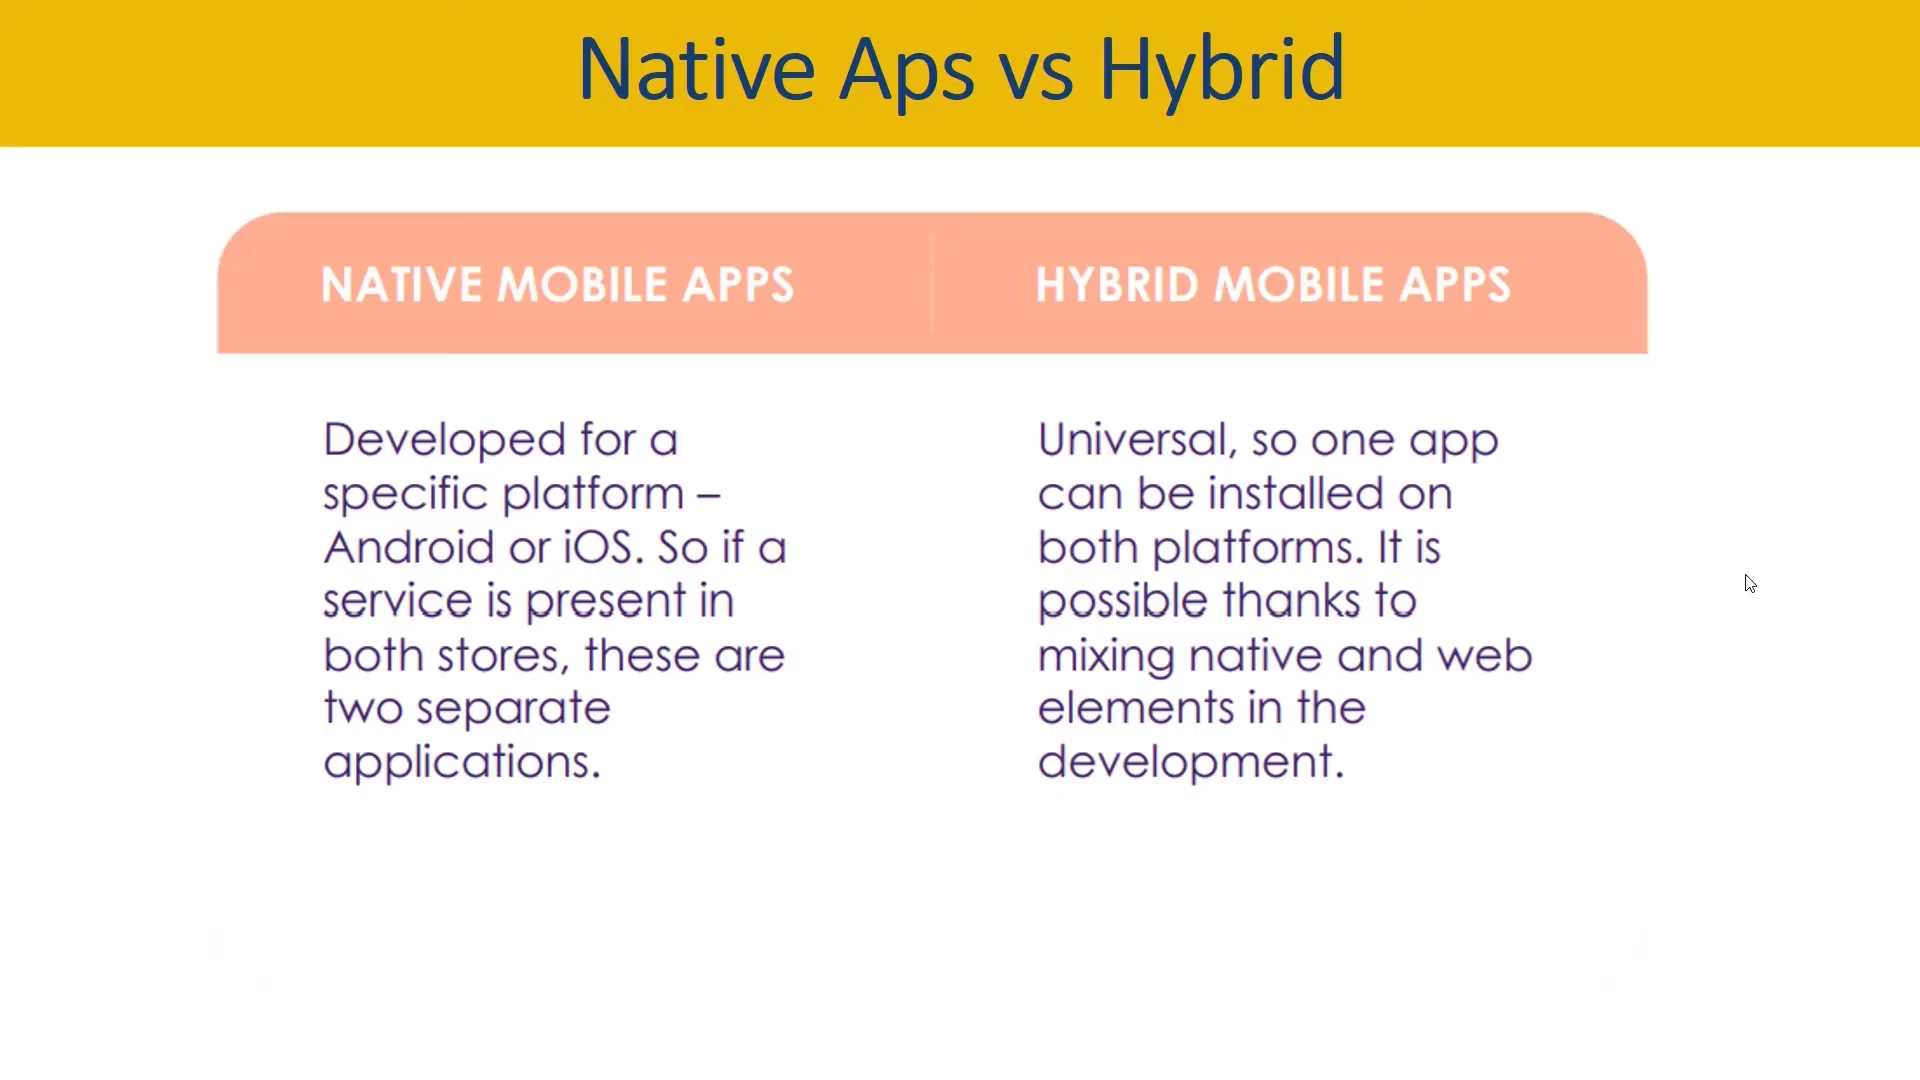 Native Aps vs Hybrid
NATIVE MOBILE APPS
HYBRID MOBILE APPS
Developed for a
specific platform –
Android or iOS. So if a
service is present in
both stores, these are
two separate
applications.
Universal, so one app
can be installed on
both platforms. It is
possible thanks to
mixing native and web
elements in the
development.